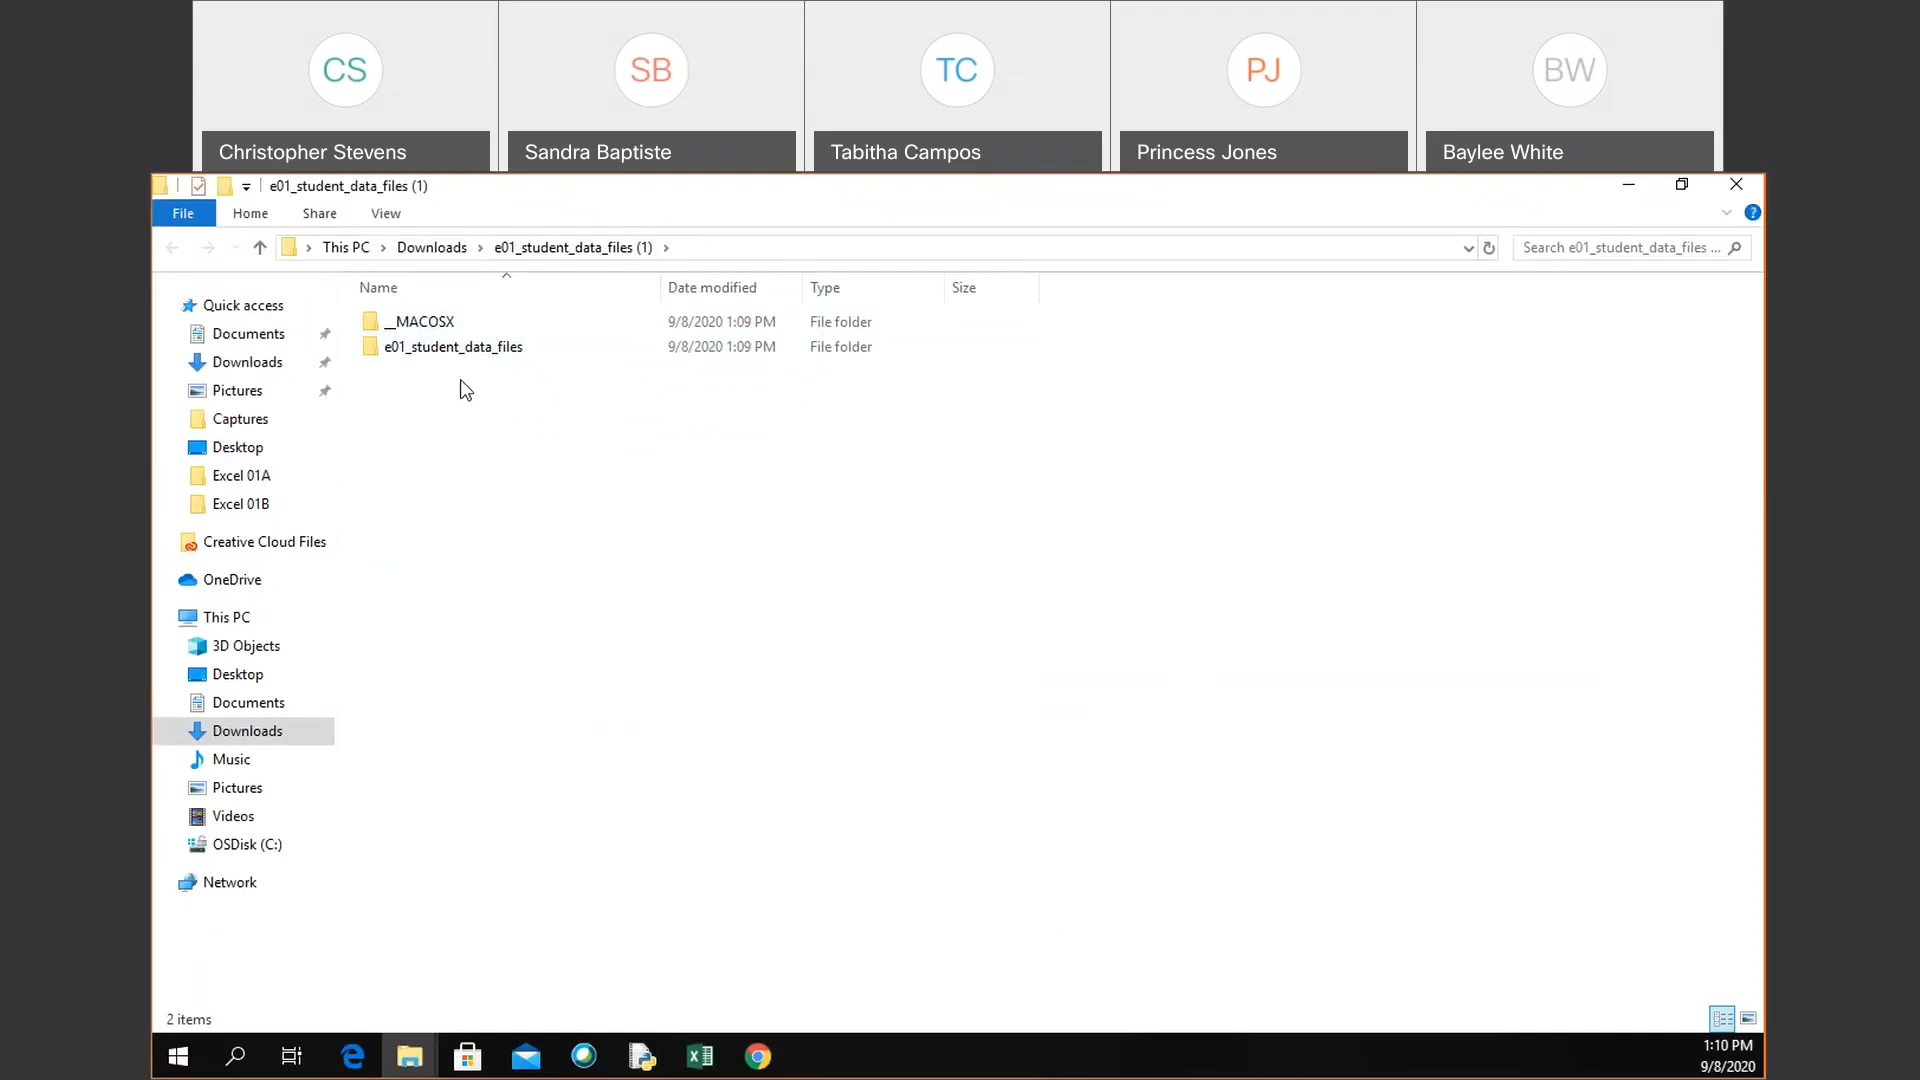 CS SB TC PJ BW
Christopher Stevens Sandra Baptiste Tabitha Campos Princess Jones Baylee White
e01_student_data_files (1)
File Home Share View
This PC Downloads e01_student_data_files (1) Search e01_student_data_files ...
Name Date modified Type Size
__MACOSX 9/8/2020 1:09 PM File folder
e01_student_data_files 9/8/2020 1:09 PM File folder
Quick access
Documents
Downloads
Pictures
Captures
Desktop
Excel 01A
Excel 01B
Creative Cloud Files
OneDrive
This PC
3D Objects
Desktop
Documents
Downloads
Music
Pictures
Videos
OSDisk (C:)
Network
2 items
1:10 PM
9/8/2020